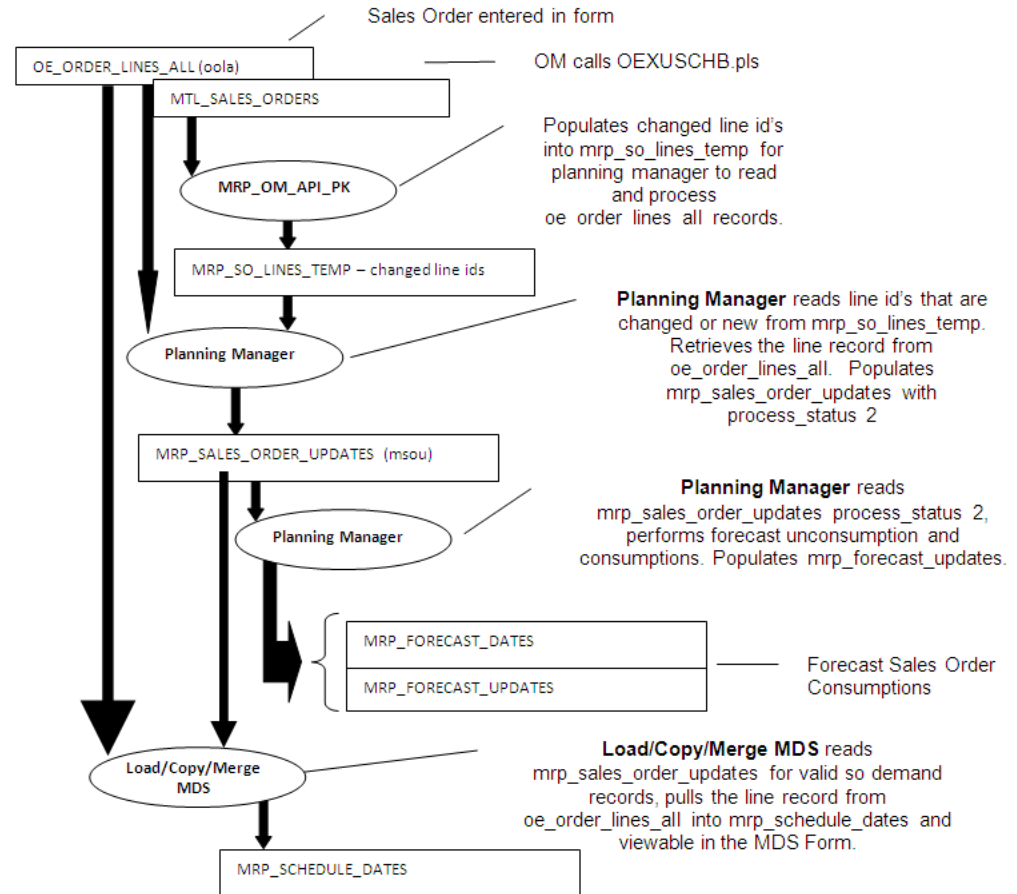 Sales Order entered in form
OE_ORDER_LINES_ALL (oola)
OM calls OEXUSCHB.pls
MTL_SALES_ORDERS
Populates changed line id's
into mrp_so_lines_temp for
planning manager to read
and process
oe order lines all records.
MRP_OM_API_PK
MRP_SO_LINES_TEMP – changed line ids
Planning Manager reads line id's that are
changed or new from mrp_so_lines_temp.
Retrieves the line record from
oe_order_lines_all. Populates
mrp_sales_order_updates with
process_status 2
Planning Manager
MRP_SALES_ORDER_UPDATES (msou)
Planning Manager reads
mrp_sales_order_updates process_status 2,
performs forecast unconsumption and
consumptions. Populates mrp_forecast_updates.
Planning Manager
MRP_FORECAST_DATES
MRP_FORECAST_UPDATES
Forecast Sales Order
Consumptions
Load/Copy/Merge
MDS
Load/Copy/Merge MDS reads
mrp_sales_order_updates for valid so demand
records, pulls the line record from
oe_order_lines_all into mrp_schedule_dates and
viewable in the MDS Form.
MRP_SCHEDULE_DATES